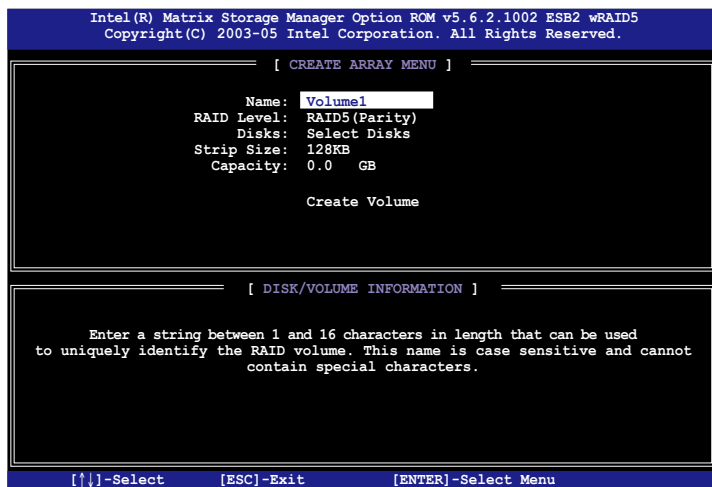 Intel(R) Matrix Storage Manager Option ROM v5.6.2.1002 ESB2 wRAID5
Copyright(C) 2003-05 Intel Corporation. All Rights Reserved.
[ CREATE ARRAY MENU ]
Name: Volume1
RAID Level: RAID5(Parity)
Disks: Select Disks
Strip Size: 128KB
Capacity: 0.0 GB
Create Volume
[ DISK/VOLUME INFORMATION ]
Enter a string between 1 and 16 characters in length that can be used
to uniquely identify the RAID volume. This name is case sensitive and cannot
contain special characters.
[↑↓]-Select [ESC]-Exit [ENTER]-Select Menu